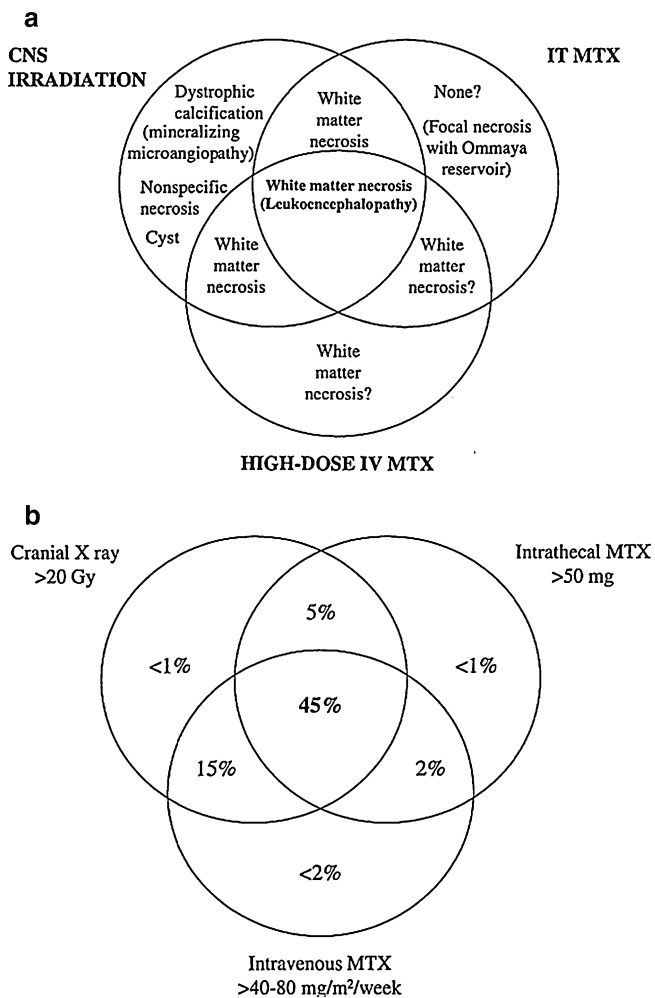 a
CNS
IRRADIATION
IT MTX
Dystrophic
calcification
(mineralizing
microangiopathy)
Nonspecific
necrosis
Cyst
White
matter
necrosis
None?
(Focal necrosis
with Ommaya
reservoir)
White matter necrosis
(Leukoencephalopathy)
White
matter
necrosis
White
matter
necrosis?
White
matter
necrosis?
HIGH-DOSE IV MTX
b
Cranial X ray
>20 Gy
Intrathecal MTX
>50 mg
5%
<1%
<1%
45%
15%
2%
<2%
Intravenous MTX
>40-80 mg/m²/week